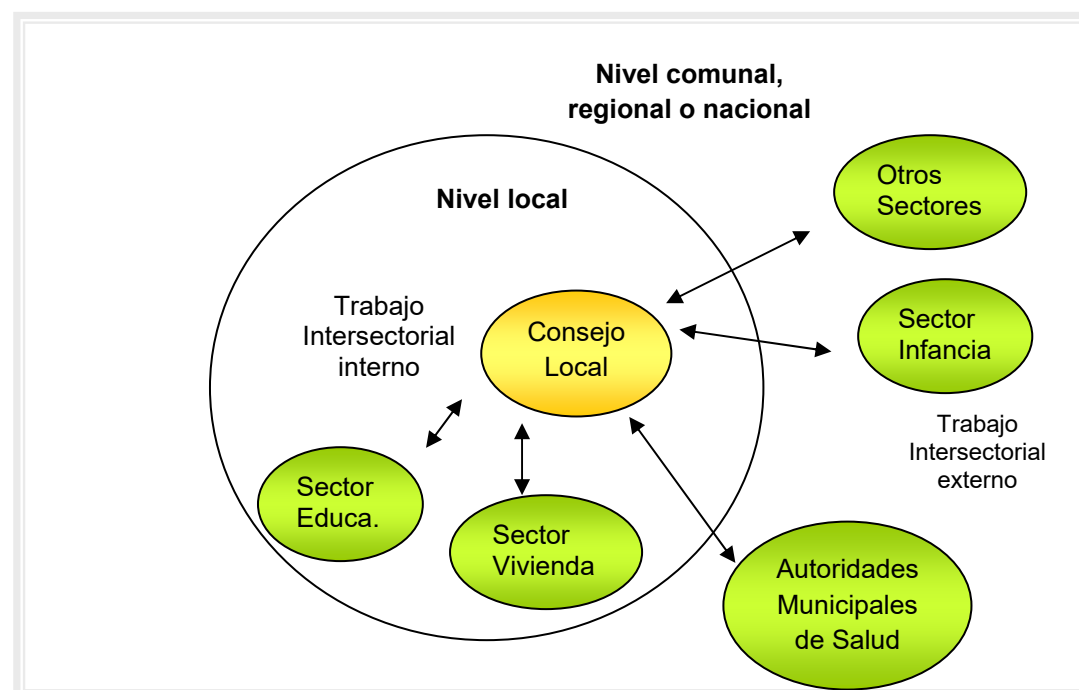 Nivel comunal,
regional o nacional
Otros
Sectores
Nivel local
Trabajo
Intersectorial
interno
Consejo
Local
Sector
Infancia
Trabajo
Intersectorial
externo
Sector
Educa.
Sector
Vivienda
Autoridades
Municipales
de Salud